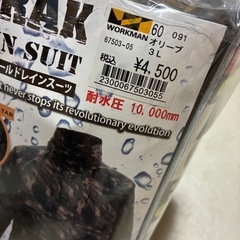 RAK
N SUIT
ールドレインスーツ
t never stops its revolutionary evolution
耐水圧 10,000mm
WORKMAN
60 091
67503-05 オリーブ
3L
税込 ¥4,500
2300067503055